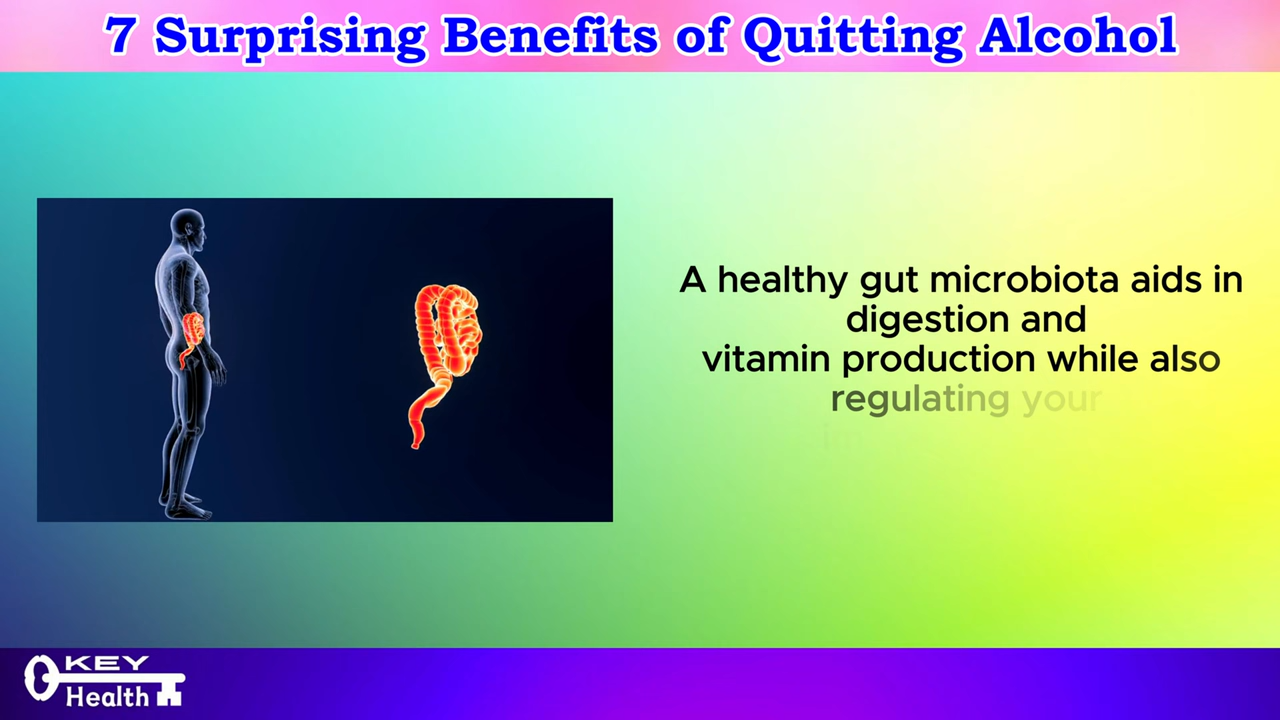 7 Surprising Benefits of Quitting Alcohol
A healthy gut microbiota aids in
digestion and
vitamin production while also
regulating your
KEY
Health